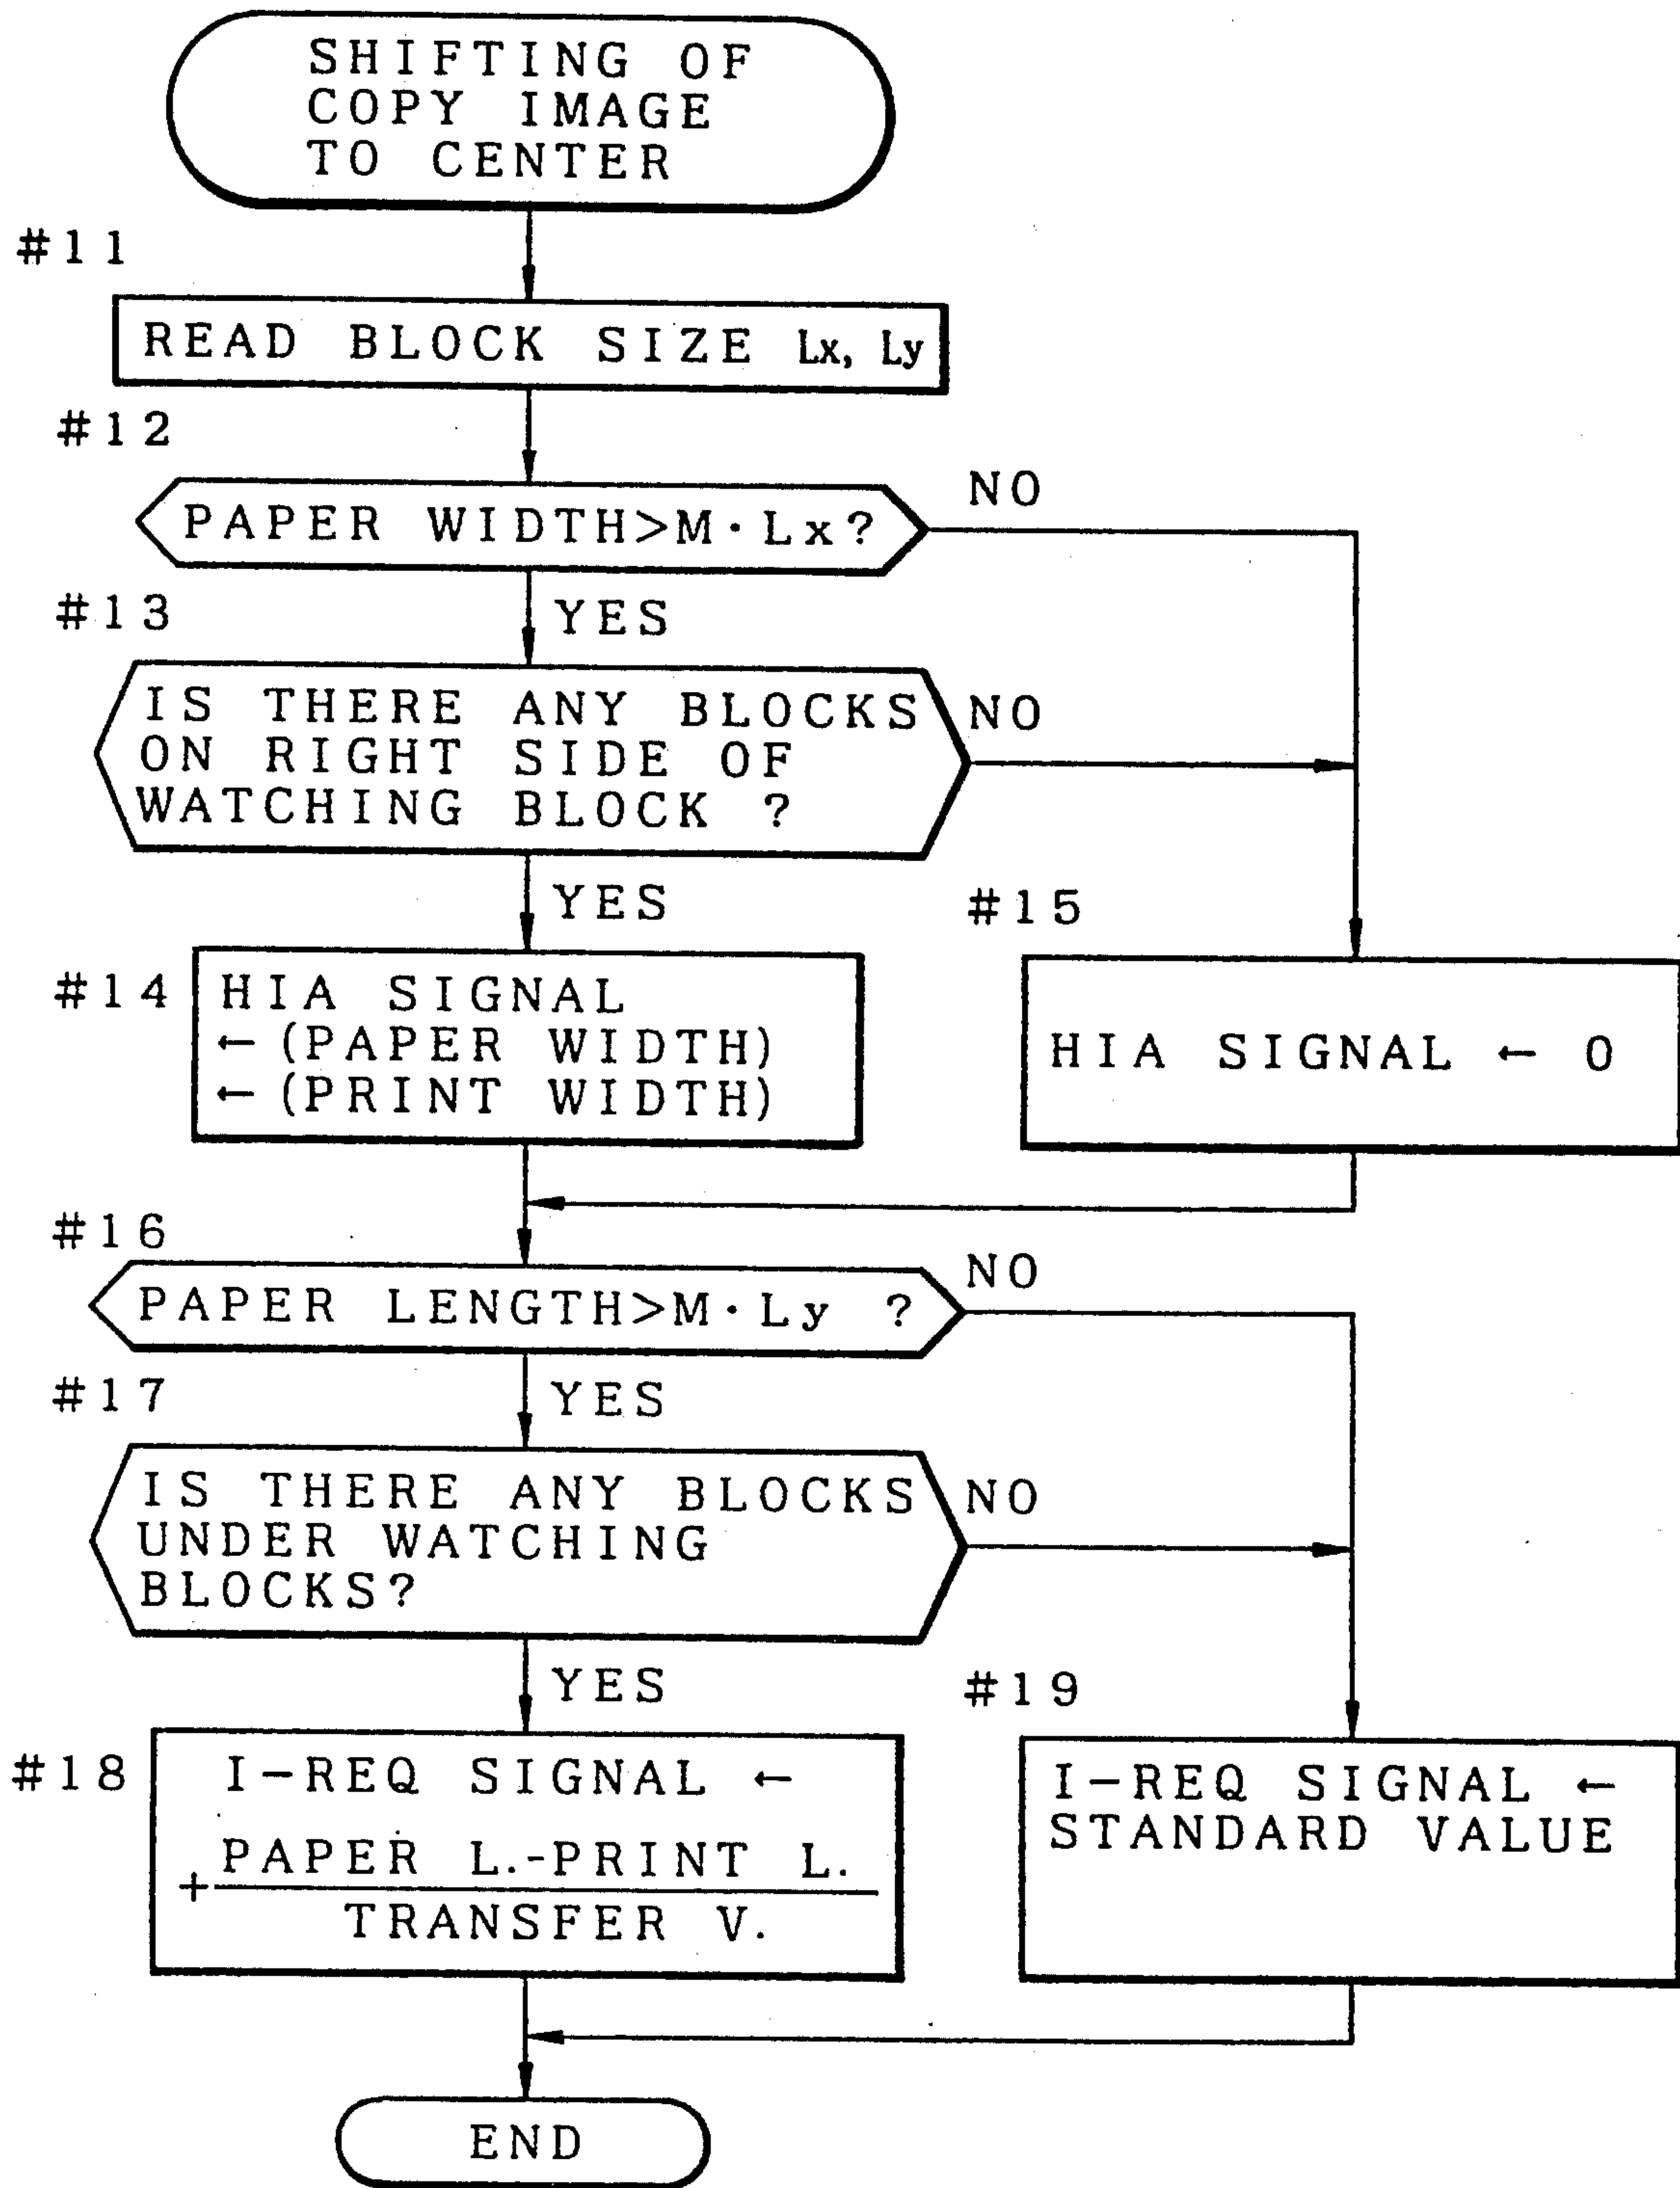 SHIFTING OF
COPY IMAGE
TO CENTER
#11
READ BLOCK SIZE Lx, Ly
#12
PAPER WIDTH>M·Lx?
NO
#13
YES
IS THERE ANY BLOCKS
ON RIGHT SIDE OF
WATCHING BLOCK ?
NO
YES
#14
HIA SIGNAL
← (PAPER WIDTH)
← (PRINT WIDTH)
#15
HIA SIGNAL ← 0
#16
PAPER LENGTH>M·Ly ?
NO
#17
YES
IS THERE ANY BLOCKS
UNDER WATCHING
BLOCKS?
NO
YES
#18
I-REQ SIGNAL ←
+ PAPER L.-PRINT L.
TRANSFER V.
#19
I-REQ SIGNAL ←
STANDARD VALUE
END